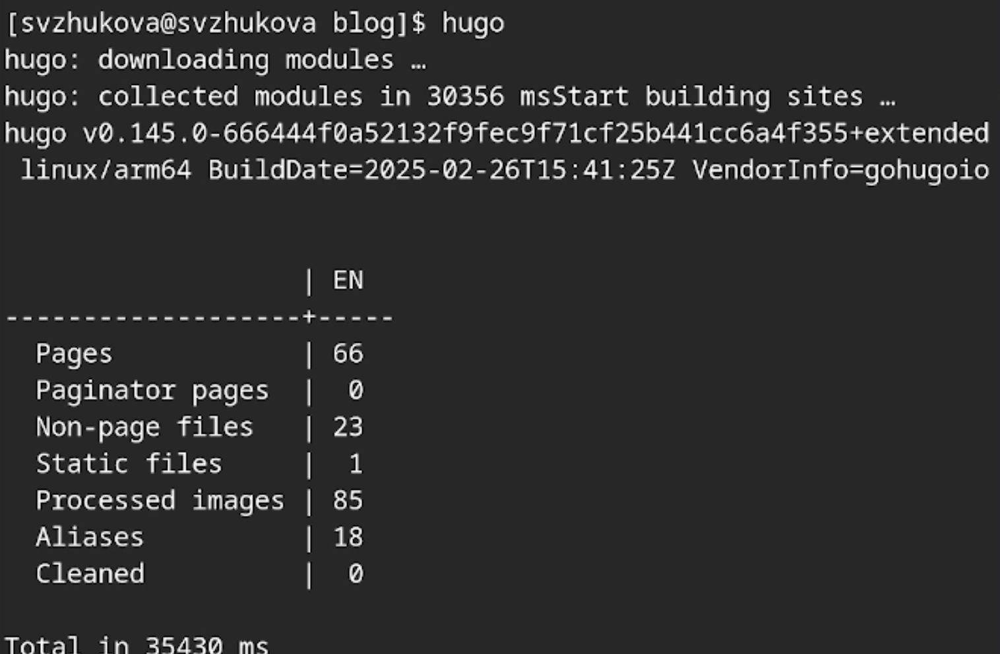 [svzhukova@svzhukova blog]$ hugo
hugo: downloading modules …
hugo: collected modules in 30356 msStart building sites …
hugo v0.145.0-666444f0a52132f9fec9f71cf25b441cc6a4f355+extended
 linux/arm64 BuildDate=2025-02-26T15:41:25Z VendorInfo=gohugoio
                   | EN
-------------------+-----
  Pages            | 66
  Paginator pages  |  0
  Non-page files   | 23
  Static files     |  1
  Processed images | 85
  Aliases          | 18
  Cleaned          |  0
Total in 35430 ms